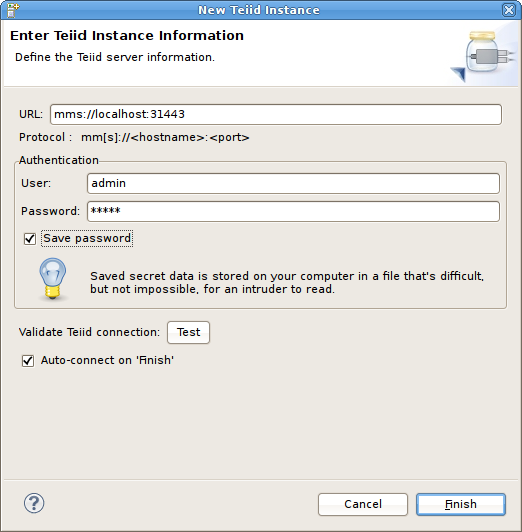 New Teiid Instance
Enter Teiid Instance Information
Define the Teiid server information.
URL: mms://localhost:31443
Protocol : mm[s]://<hostname>:<port>
Authentication
User: admin
Password: *****
Save password
Saved secret data is stored on your computer in a file that's difficult,
but not impossible, for an intruder to read.
Validate Teiid connection: Test
Auto-connect on 'Finish'
? Cancel Finish